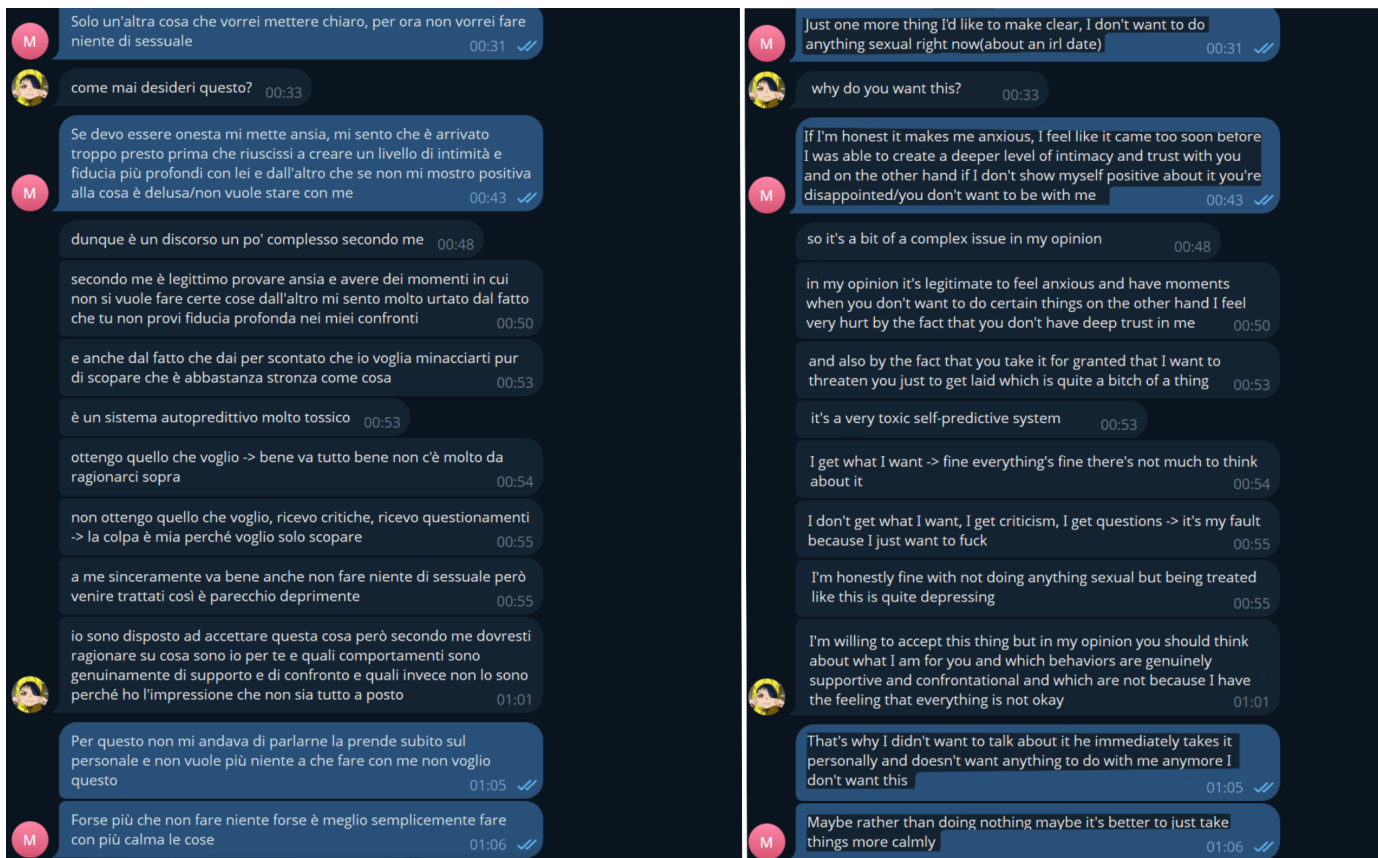 Solo un'altra cosa che vorrei mettere chiaro, per ora non vorrei fare
niente di sessuale
00:31
M
come mai desideri questo?
00:33
Se devo essere onesta mi mette ansia, mi sento che è arrivato
troppo presto prima che riuscissi a creare un livello di intimità e
fiducia più profondi con lei e dall'altro che se non mi mostro positiva
alla cosa è delusa/non vuole stare con me
00:43
M
dunque è un discorso un po' complesso secondo me
00:48
secondo me è legittimo provare ansia e avere dei momenti in cui
non si vuole fare certe cose dall'altro mi sento molto urtato dal fatto
che tu non provi fiducia profonda nei miei confronti
00:50
e anche dal fatto che dai per scontato che io voglia minacciarti pur
di scopare che è abbastanza stronza come cosa
00:53
è un sistema autopredittivo molto tossico
00:53
ottengo quello che voglio -> bene va tutto bene non c'è molto da
ragionarci sopra
00:54
non ottengo quello che voglio, ricevo critiche, ricevo questionamenti
-> la colpa è mia perché voglio solo scopare
00:55
a me sinceramente va bene anche non fare niente di sessuale però
venire trattati così è parecchio deprimente
00:55
io sono disposto ad accettare questa cosa però secondo me dovresti
ragionare su cosa sono io per te e quali comportamenti sono
genuinamente di supporto e di confronto e quali invece non lo sono
perché ho l'impressione che non sia tutto a posto
01:01
Per questo non mi andava di parlarne la prende subito sul
personale e non vuole più niente a che fare con me non voglio
questo
01:05
Forse più che non fare niente forse è meglio semplicemente fare
con più calma le cose
01:06
M
Just one more thing I'd like to make clear, I don't want to do
anything sexual right now(about an irl date)
00:31
M
why do you want this?
00:33
If I'm honest it makes me anxious, I feel like it came too soon before
I was able to create a deeper level of intimacy and trust with you
and on the other hand if I don't show myself positive about it you're
disappointed/you don't want to be with me
00:43
M
so it's a bit of a complex issue in my opinion
00:48
in my opinion it's legitimate to feel anxious and have moments
when you don't want to do certain things on the other hand I feel
very hurt by the fact that you don't have deep trust in me
00:50
and also by the fact that you take it for granted that I want to
threaten you just to get laid which is quite a bitch of a thing
00:53
it's a very toxic self-predictive system
00:53
I get what I want -> fine everything's fine there's not much to think
about it
00:54
I don't get what I want, I get criticism, I get questions -> it's my fault
because I just want to fuck
00:55
I'm honestly fine with not doing anything sexual but being treated
like this is quite depressing
00:55
I'm willing to accept this thing but in my opinion you should think
about what I am for you and which behaviors are genuinely
supportive and confrontational and which are not because I have
the feeling that everything is not okay
01:01
That's why I didn't want to talk about it he immediately takes it
personally and doesn't want anything to do with me anymore I
don't want this
01:05
Maybe rather than doing nothing maybe it's better to just take
things more calmly
01:06
M